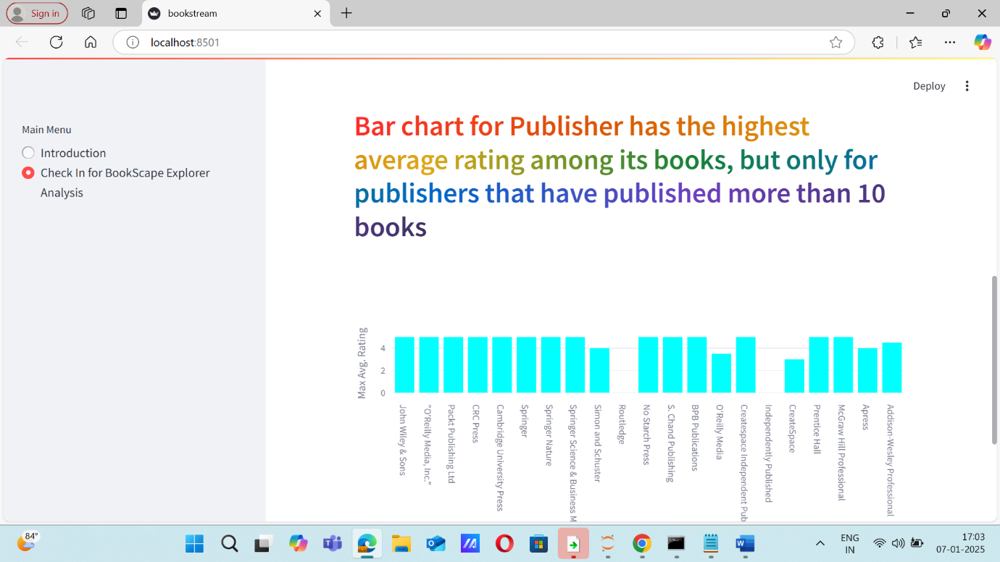 Sign in
bookstream
localhost:8501
Deploy
Main Menu
Introduction
Check In for BookScape Explorer
Analysis
Bar chart for Publisher has the highest
average rating among its books, but only for
publishers that have published more than 10
books
Max Avg. Rating
4
2
0
John Wiley & Sons
"O'Reilly Media, Inc."
Packt Publishing Ltd
CRC Press
Cambridge University Press
Springer
Springer Nature
Springer Science & Business M
Simon and Schuster
Routledge
No Starch Press
S. Chand Publishing
BPB Publications
O'Reilly Media
Createspace Independent Pub
Independently Published
CreateSpace
Prentice Hall
McGraw Hill Professional
Apress
Addison-Wesley Professional
84°
ENG
IN
17:03
07-01-2025